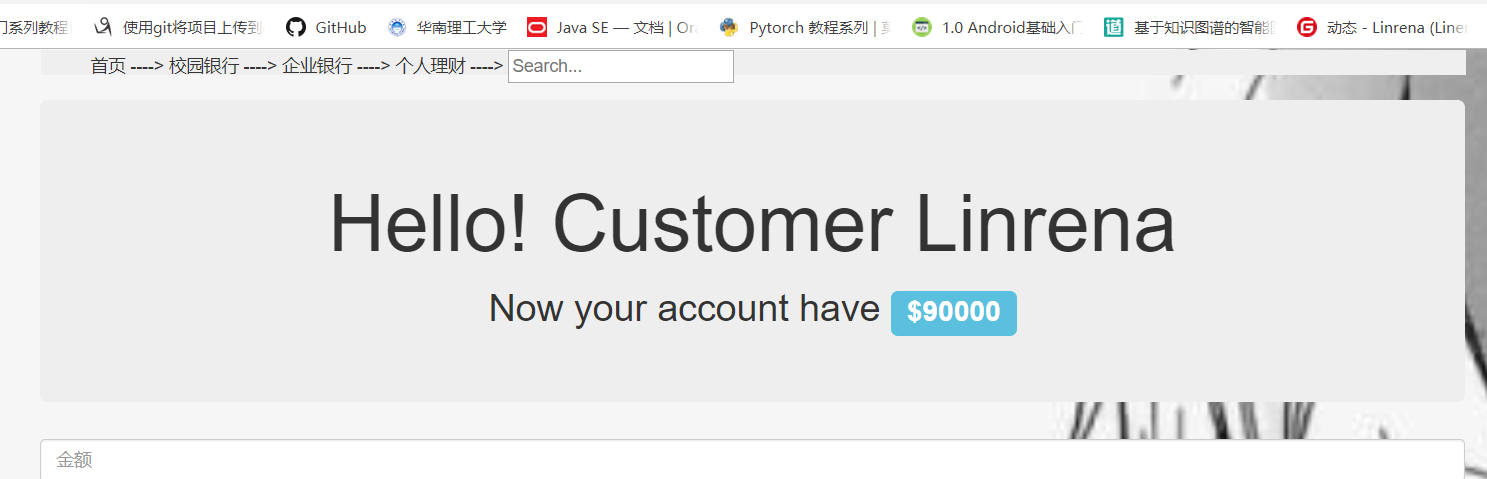 门系列教程 使用git将项目上传到 GitHub 华南理工大学 Java SE — 文档 | Ora Pytorch 教程系列 | 1.0 Android基础入门 基于知识图谱的智能 动态 - Linrena (Liner
首页 ----> 校园银行 ----> 企业银行 ----> 个人理财 ----> Search...
Hello! Customer Linrena
Now your account have $90000
金额